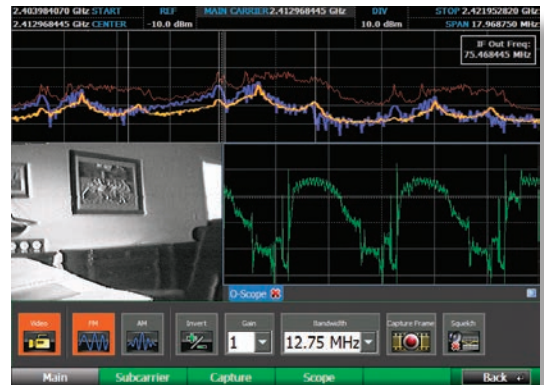 2.403984070 GHz START REF MAIN CARRIER 2.412968445 GHz DIV STOP 2.421952820 GHz
2.412968445 GHz CENTER -10.0 dBm 10.0 dBm SPAN 17.968750 MHz
IF Out Freq:
75.468445 MHz
O-Scope
Video FM AM Invert Gain Bandwidth Capture Frame Squelch
1 12.75 MHz
Main Subcarrier Capture Scope Back